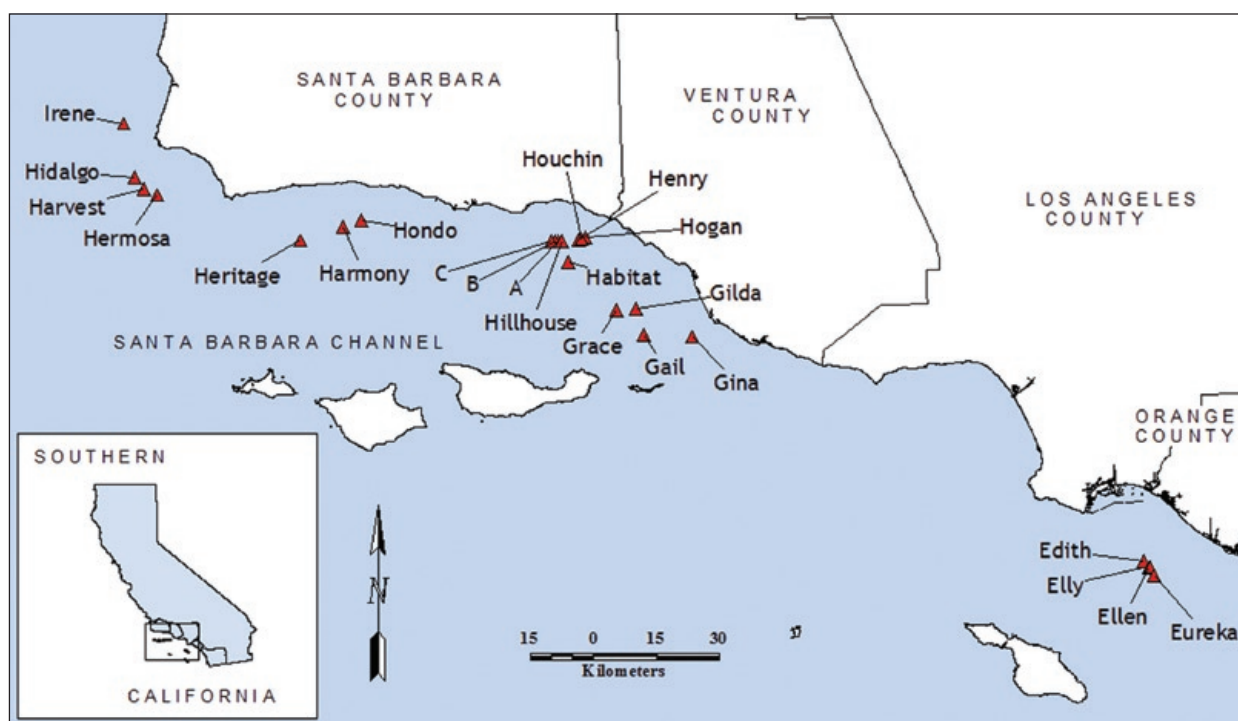 SANTA BARBARA
COUNTY
VENTURA
COUNTY
LOS ANGELES
COUNTY
Irene
Hidalgo
Harvest
Hermosa
Heritage
Harmony
Hondo
C
B
A
Hillhouse
Houchin
Henry
Hogan
Habitat
Grace
Gilda
Gail
Gina
SANTA BARBARA CHANNEL
ORANGE
COUNTY
Edith
Elly
Ellen
Eureka
SOUTHERN
CALIFORNIA
N
15 0 15 30
Kilometers